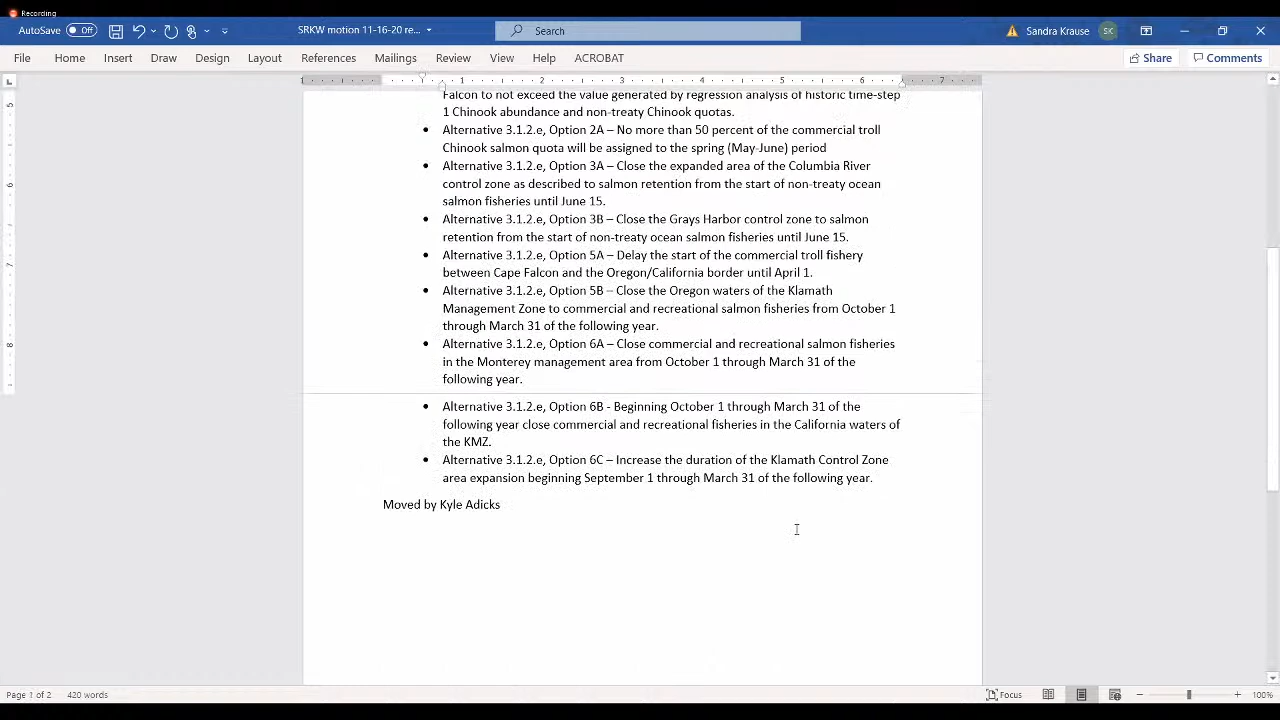 Recording
AutoSave Off
SRKW motion 11-16-20 re...
Search
Sandra Krause SK
File Home Insert Draw Design Layout References Mailings Review View Help ACROBAT Share Comments
1 2 3 4 5 6 7
Falcon to not exceed the value generated by regression analysis of historic time-step
1 Chinook abundance and non-treaty Chinook quotas.
• Alternative 3.1.2.e, Option 2A – No more than 50 percent of the commercial troll
Chinook salmon quota will be assigned to the spring (May-June) period
• Alternative 3.1.2.e, Option 3A – Close the expanded area of the Columbia River
control zone as described to salmon retention from the start of non-treaty ocean
salmon fisheries until June 15.
• Alternative 3.1.2.e, Option 3B – Close the Grays Harbor control zone to salmon
retention from the start of non-treaty ocean salmon fisheries until June 15.
• Alternative 3.1.2.e, Option 5A – Delay the start of the commercial troll fishery
between Cape Falcon and the Oregon/California border until April 1.
• Alternative 3.1.2.e, Option 5B – Close the Oregon waters of the Klamath
Management Zone to commercial and recreational salmon fisheries from October 1
through March 31 of the following year.
• Alternative 3.1.2.e, Option 6A – Close commercial and recreational salmon fisheries
in the Monterey management area from October 1 through March 31 of the
following year.
• Alternative 3.1.2.e, Option 6B - Beginning October 1 through March 31 of the
following year close commercial and recreational fisheries in the California waters of
the KMZ.
• Alternative 3.1.2.e, Option 6C – Increase the duration of the Klamath Control Zone
area expansion beginning September 1 through March 31 of the following year.
Moved by Kyle Adicks
5
6
7
8
Page 1 of 2 420 words Focus 100%